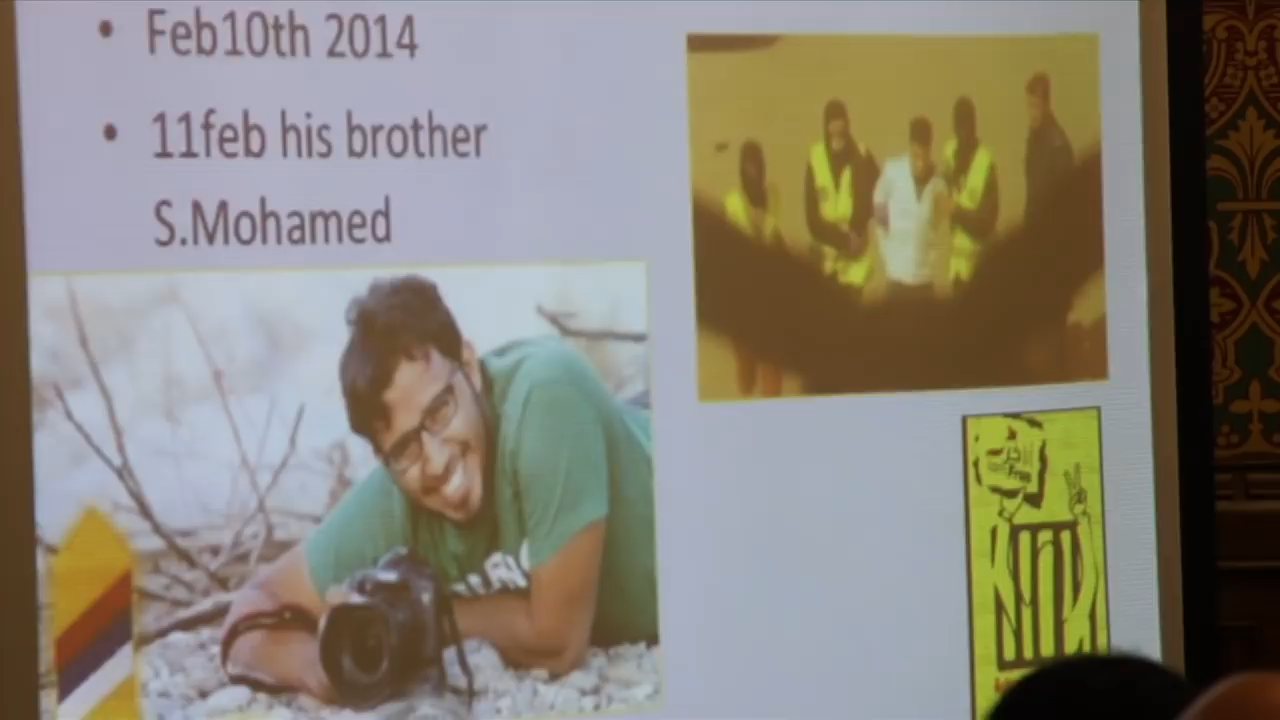 • Feb10th 2014
• 11feb his brother
S.Mohamed